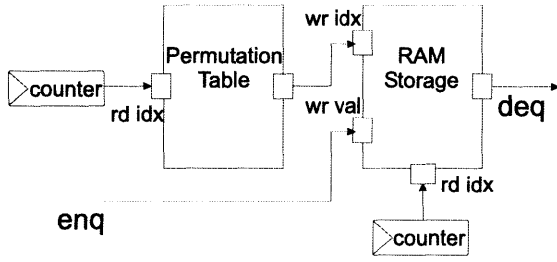 wr idx
Permutation
Table
RAM
Storage
counter
rd idx
wr val
deq
rd idx
enq
counter